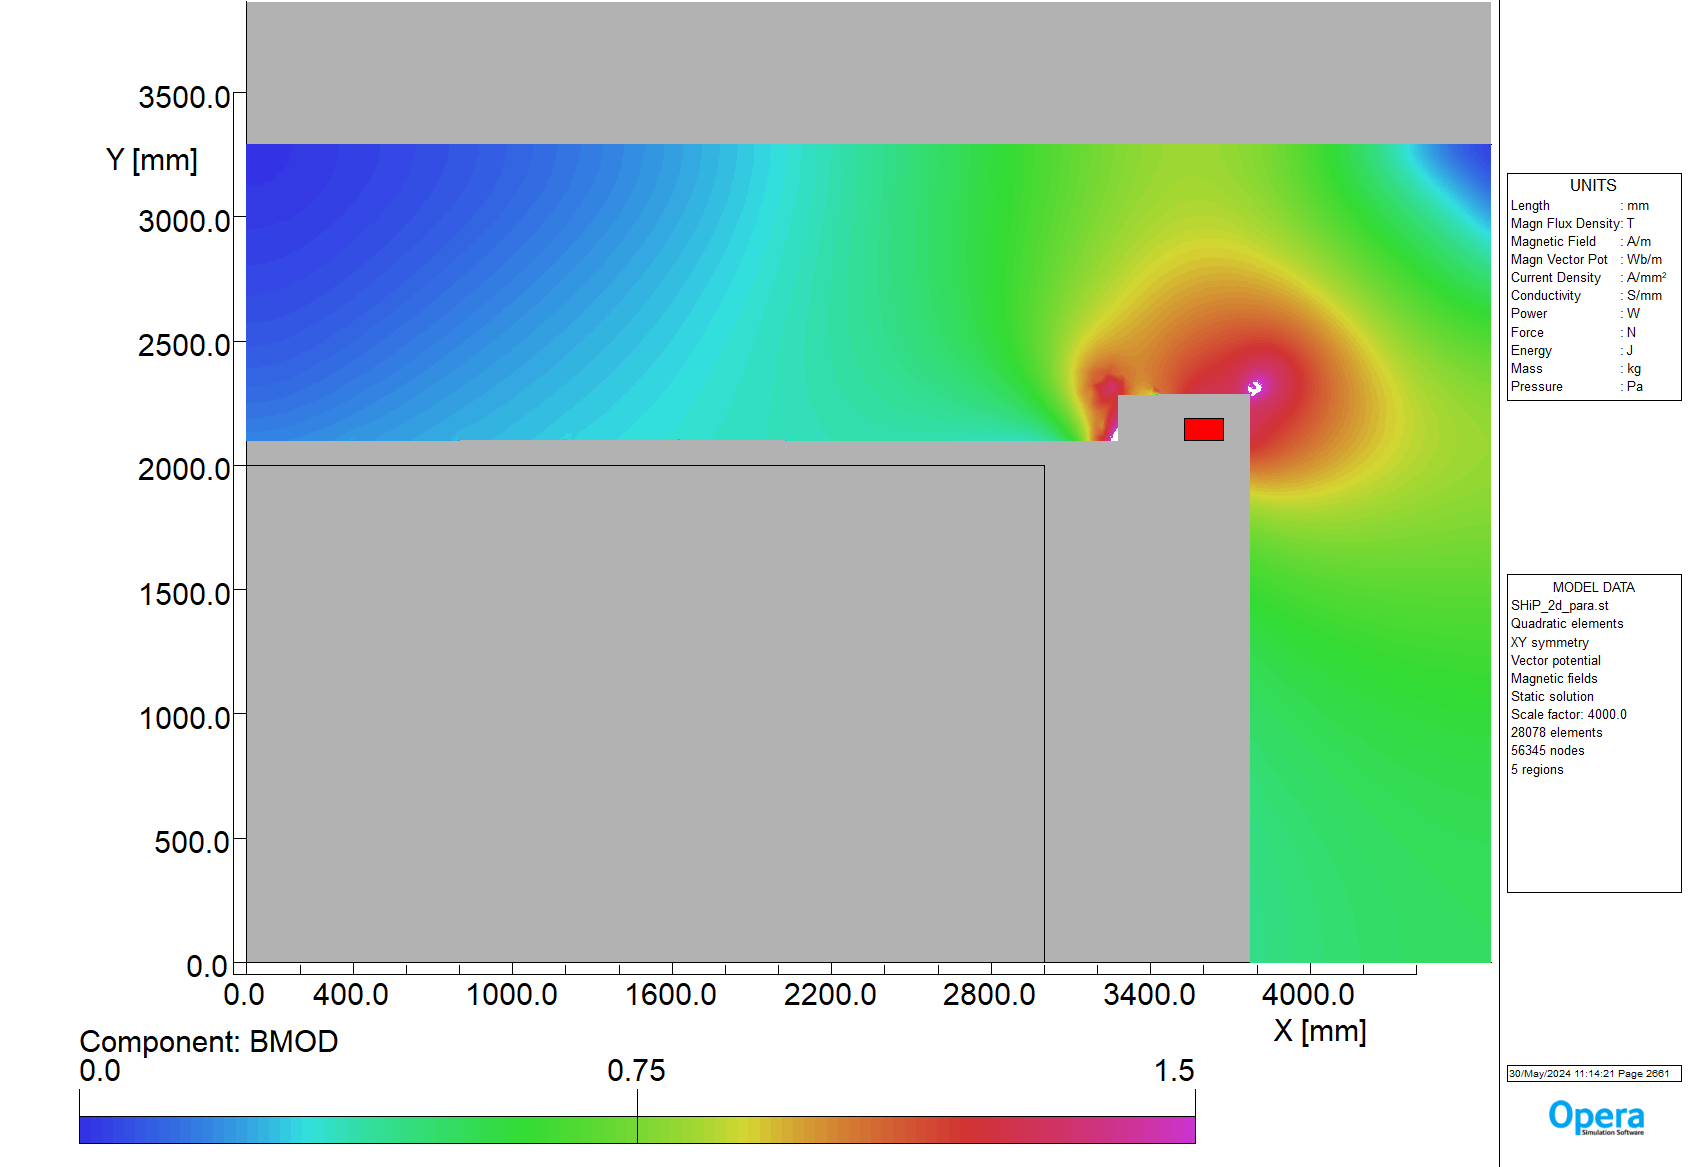 3500.0
Y [mm]
3000.0
2500.0
2000.0
1500.0
1000.0
500.0
0.0
0.0 400.0 1000.0 1600.0 2200.0 2800.0 3400.0 4000.0
X [mm]
Component: BMOD
0.0 0.75 1.5
UNITS
Length : mm
Magn Flux Density: T
Magnetic Field : A/m
Magn Vector Pot : Wb/m
Current Density : A/mm²
Conductivity : S/mm
Power : W
Force : N
Energy : J
Mass : kg
Pressure : Pa
MODEL DATA
SHiP_2d_para.st
Quadratic elements
XY symmetry
Vector potential
Magnetic fields
Static solution
Scale factor: 4000.0
28078 elements
56345 nodes
5 regions
30/May/2024 11:14:21 Page 2661
Opera
Simulation Software